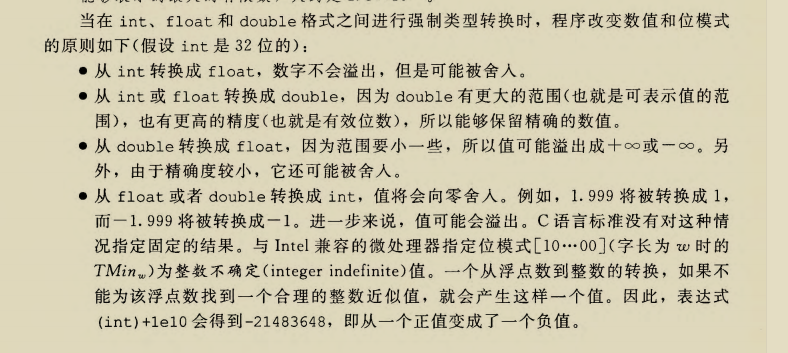 当在 int、float 和 double 格式之间进行强制类型转换时，程序改变数值和位模式
的原则如下(假设 int 是 32 位的)：
● 从 int 转换成 float，数字不会溢出，但是可能被舍入。
● 从 int 或 float 转换成 double，因为 double 有更大的范围(也就是可表示值的范
围)，也有更高的精度(也就是有效位数)，所以能够保留精确的数值。
● 从 double 转换成 float，因为范围要小一些，所以值可能溢出成+∞或-∞。另
外，由于精确度较小，它还可能被舍入。
● 从 float 或者 double 转换成 int，值将会向零舍入。例如，1.999 将被转换成 1，
而-1.999 将被转换成-1。进一步来说，值可能会溢出。C 语言标准没有对这种情
况指定固定的结果。与 Intel 兼容的微处理器指定位模式[10…00](字长为 w 时的
TMin_w)为整数不确定(integer indefinite)值。一个从浮点数到整数的转换，如果不
能为该浮点数找到一个合理的整数近似值，就会产生这样一个值。因此，表达式
(int)+1e10 会得到-21483648，即从一个正值变成了一个负值。